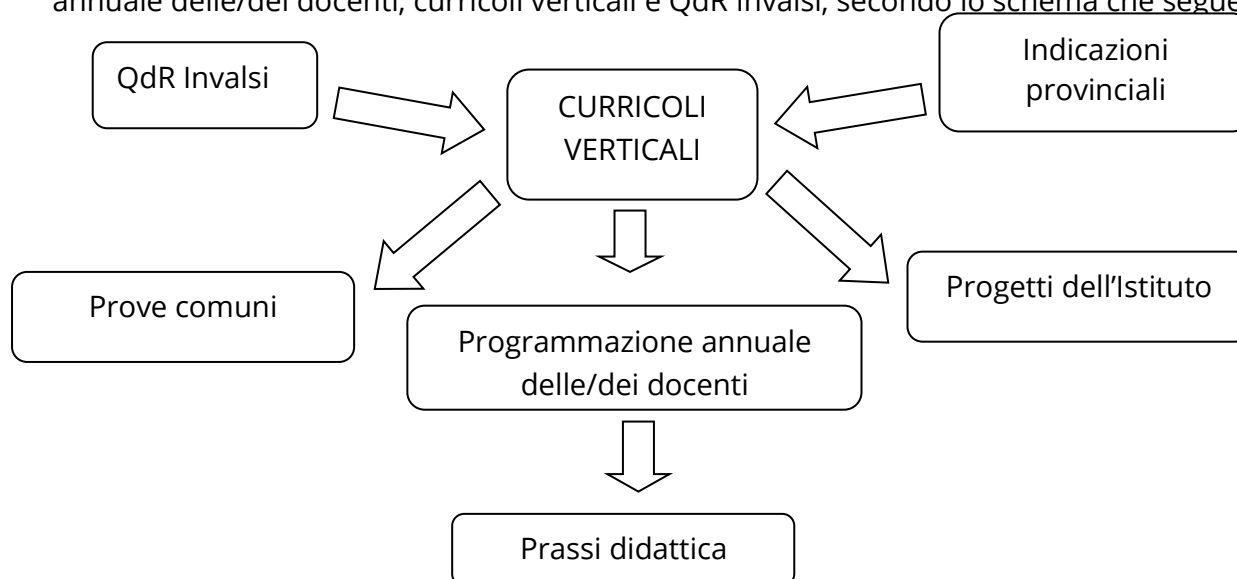 annuale delle/dei docenti, curricoli verticali e QdR Invalsi, secondo lo schema che segue
QdR Invalsi
CURRICOLI
VERTICALI
Indicazioni
provinciali
Prove comuni
Programmazione annuale
delle/dei docenti
Progetti dell’Istituto
Prassi didattica